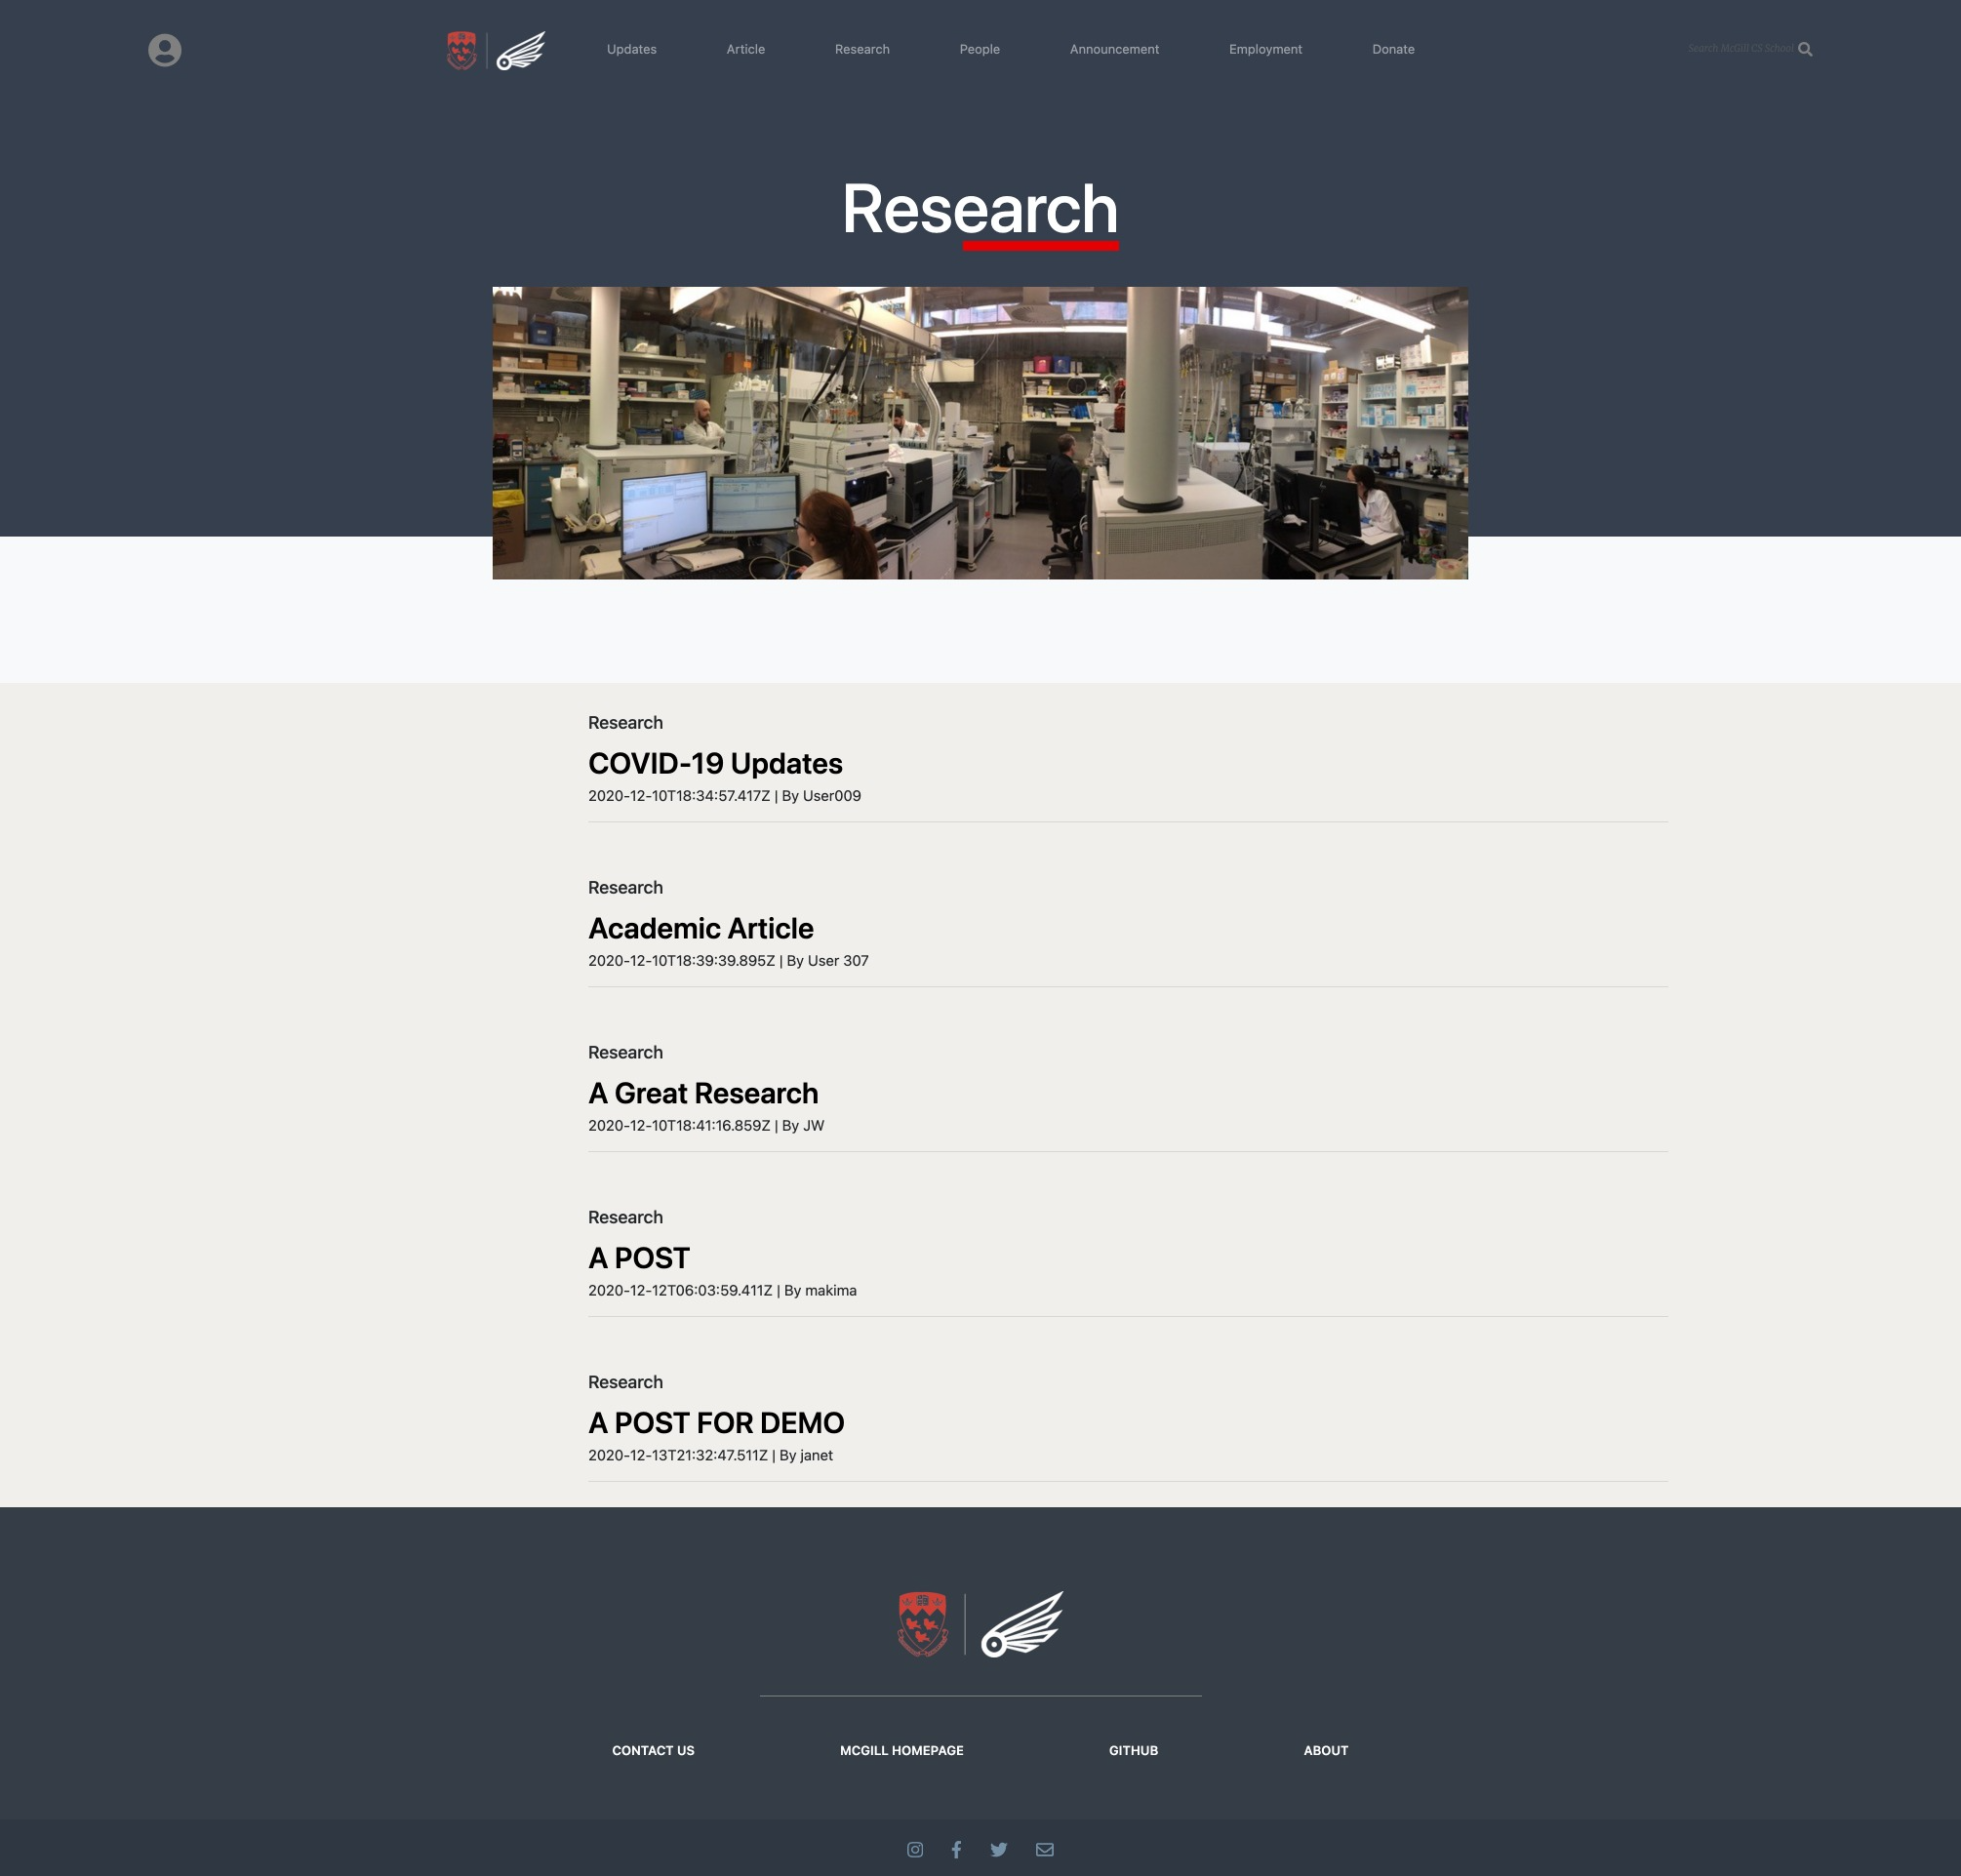 Updates Article Research People Announcement Employment Donate Search McGill CS School
Research
Research
COVID-19 Updates
2020-12-10T18:34:57.417Z | By User009
Research
Academic Article
2020-12-10T18:39:39.895Z | By User 307
Research
A Great Research
2020-12-10T18:41:16.859Z | By JW
Research
A POST
2020-12-12T06:03:59.411Z | By makima
Research
A POST FOR DEMO
2020-12-13T21:32:47.511Z | By janet
CONTACT US MCGILL HOMEPAGE GITHUB ABOUT